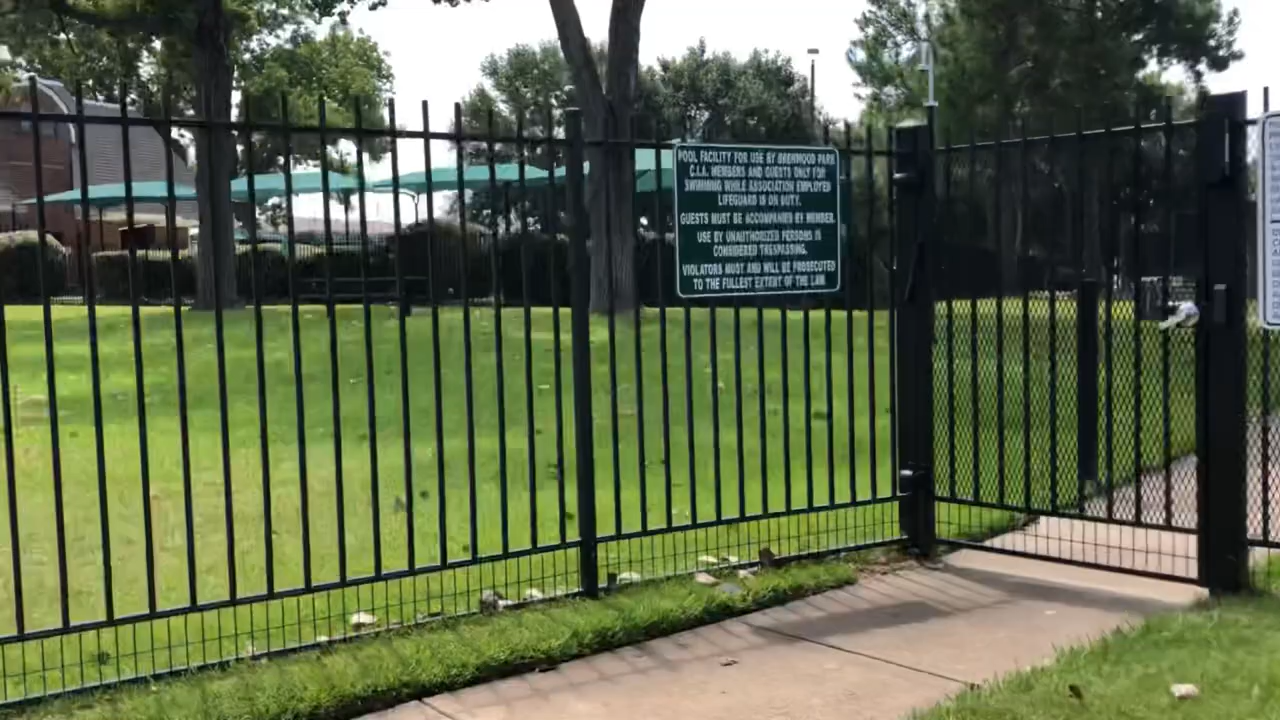 POOL FACILITY FOR USE BY BRENWOOD PARK
C.I.A. MEMBERS AND GUESTS ONLY FOR
SWIMMING WHILE ASSOCIATION EMPLOYED
LIFEGUARD IS ON DUTY.
GUESTS MUST BE ACCOMPANIED BY MEMBER.
USE BY UNAUTHORIZED PERSONS IS
CONSIDERED TRESPASSING.
VIOLATORS MUST AND WILL BE PROSECUTED
TO THE FULLEST EXTENT OF THE LAW.